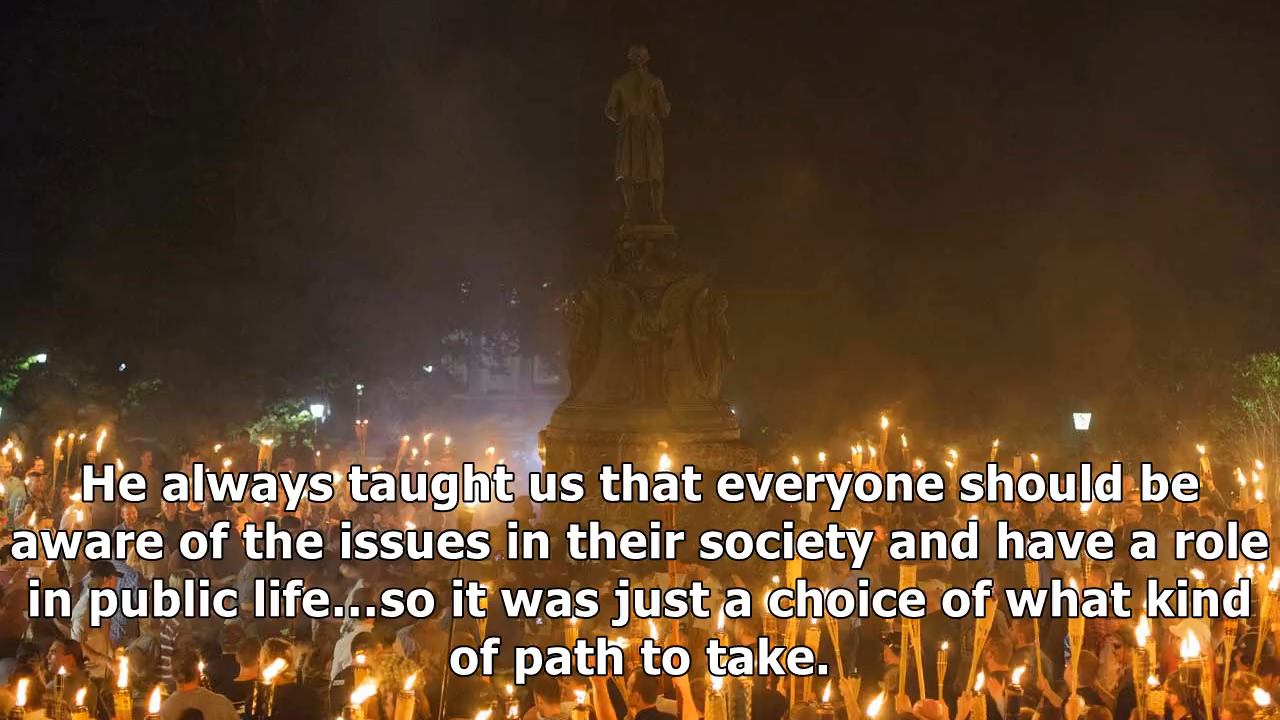 He always taught us that everyone should be
aware of the issues in their society and have a role
in public life...so it was just a choice of what kind
of path to take.